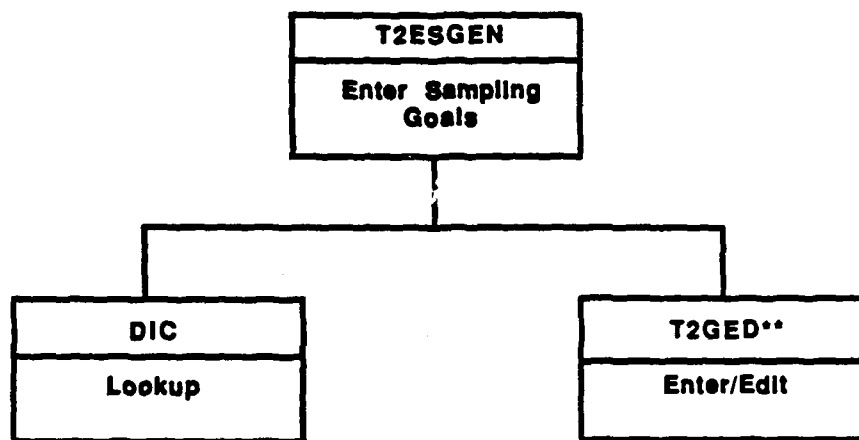 T2ESGEN
Enter Sampling
Goals
DIC
Lookup
T2GED**
Enter/Edit